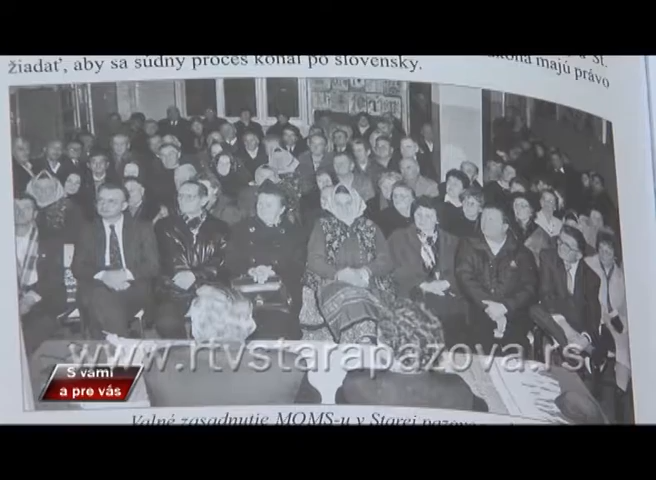 žiadať, aby sa súdny proces konal po slovensky.
majú právo
www.rtvstarapazova.rs
S vami
a pre vás
Valné zasadnutie MOMS-u v Starej